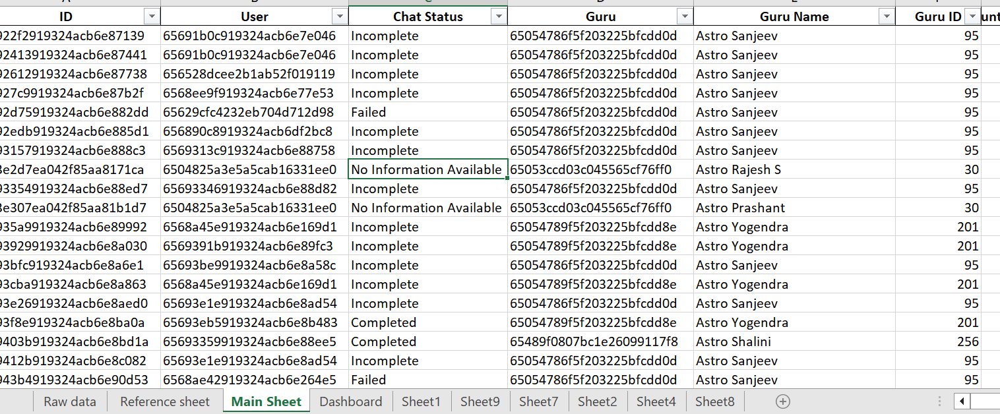 ID User Chat Status Guru Guru Name Guru ID
922f2919324acb6e87139 65691b0c919324acb6e7e046 Incomplete 65054786f5f203225bfcdd0d Astro Sanjeev 95
92413919324acb6e87441 65691b0c919324acb6e7e046 Incomplete 65054786f5f203225bfcdd0d Astro Sanjeev 95
92612919324acb6e87738 656528dcee2b1ab52f019119 Incomplete 65054786f5f203225bfcdd0d Astro Sanjeev 95
927c9919324acb6e87b2f 6568ee9f919324acb6e77e53 Incomplete 65054786f5f203225bfcdd0d Astro Sanjeev 95
92d75919324acb6e882dd 65629cfc4232eb704d712d98 Failed 65054786f5f203225bfcdd0d Astro Sanjeev 95
92edb919324acb6e885d1 656890c8919324acb6df2bc8 Incomplete 65054786f5f203225bfcdd0d Astro Sanjeev 95
93157919324acb6e888c3 6569313c919324acb6e88758 Incomplete 65054786f5f203225bfcdd0d Astro Sanjeev 95
3e2d7ea042f85aa8171ca 6504825a3e5a5cab16331ee0 No Information Available 65053ccd03c045565cf76ff0 Astro Rajesh S 30
93354919324acb6e88ed7 65693346919324acb6e88d82 Incomplete 65054786f5f203225bfcdd0d Astro Sanjeev 95
3e307ea042f85aa81b1d7 6504825a3e5a5cab16331ee0 No Information Available 65053ccd03c045565cf76ff0 Astro Prashant 30
935a9919324acb6e89992 6568a45e919324acb6e169d1 Incomplete 65054789f5f203225bfcdd8e Astro Yogendra 201
93929919324acb6e8a030 6569391b919324acb6e89fc3 Incomplete 65054789f5f203225bfcdd8e Astro Yogendra 201
93bfc919324acb6e8a6e1 65693be9919324acb6e8a58c Incomplete 65054786f5f203225bfcdd0d Astro Sanjeev 95
93cba919324acb6e8a863 6568a45e919324acb6e169d1 Incomplete 65054789f5f203225bfcdd8e Astro Yogendra 201
93e26919324acb6e8aed0 65693e1e919324acb6e8ad54 Incomplete 65054786f5f203225bfcdd0d Astro Sanjeev 95
93f8e919324acb6e8ba0a 65693eb5919324acb6e8b483 Completed 65054789f5f203225bfcdd8e Astro Yogendra 201
9403b919324acb6e8bd1a 65693359919324acb6e88ee5 Completed 65489f0807bc1e26099117f8 Astro Shalini 256
9412b919324acb6e8c082 65693e1e919324acb6e8ad54 Incomplete 65054786f5f203225bfcdd0d Astro Sanjeev 95
943b4919324acb6e90d53 6568ae42919324acb6e264e5 Failed 65054786f5f203225bfcdd0d Astro Sanjeev 95
Raw data Reference sheet Main Sheet Dashboard Sheet1 Sheet9 Sheet7 Sheet2 Sheet4 Sheet8